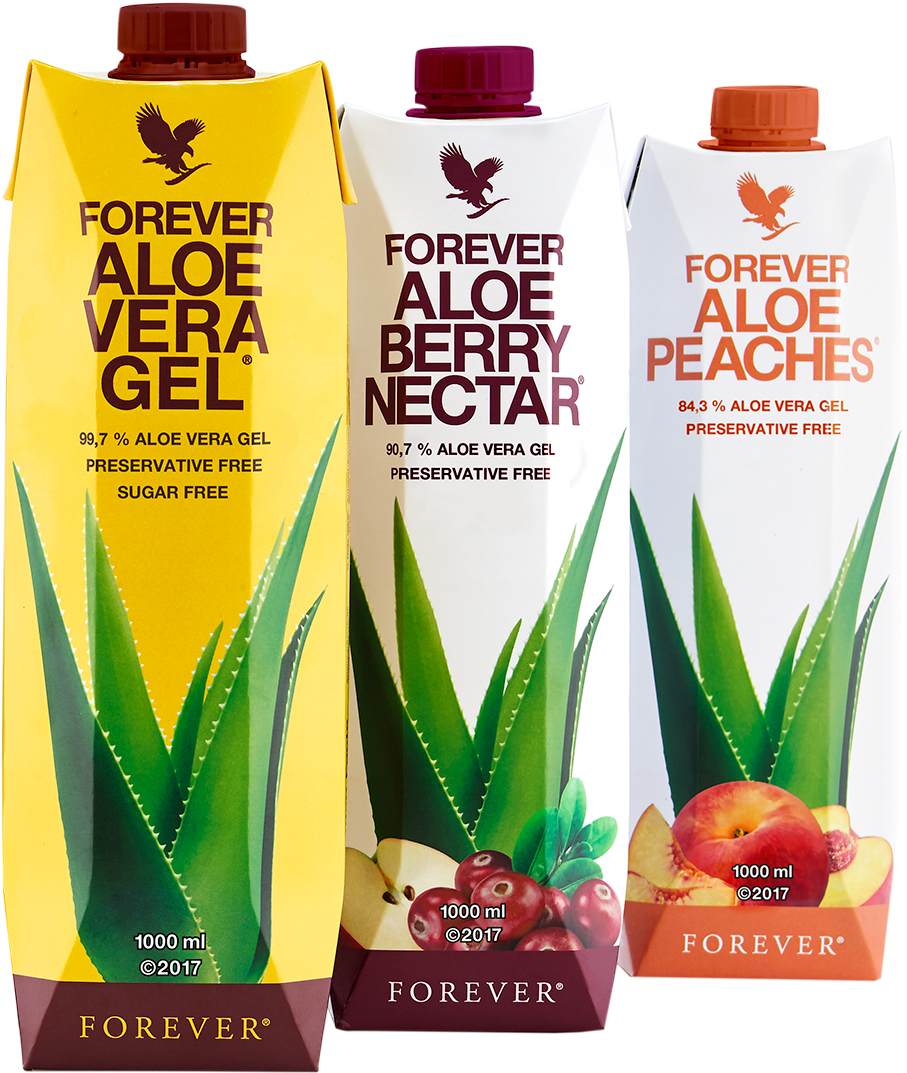 FOREVER
ALOE
VERA
GEL®
99,7 % ALOE VERA GEL
PRESERVATIVE FREE
SUGAR FREE
1000 ml
©2017
FOREVER®
FOREVER
ALOE
BERRY
NECTAR®
90,7 % ALOE VERA GEL
PRESERVATIVE FREE
1000 ml
©2017
FOREVER®
FOREVER
ALOE
PEACHES®
84,3 % ALOE VERA GEL
PRESERVATIVE FREE
1000 ml
©2017
FOREVER®